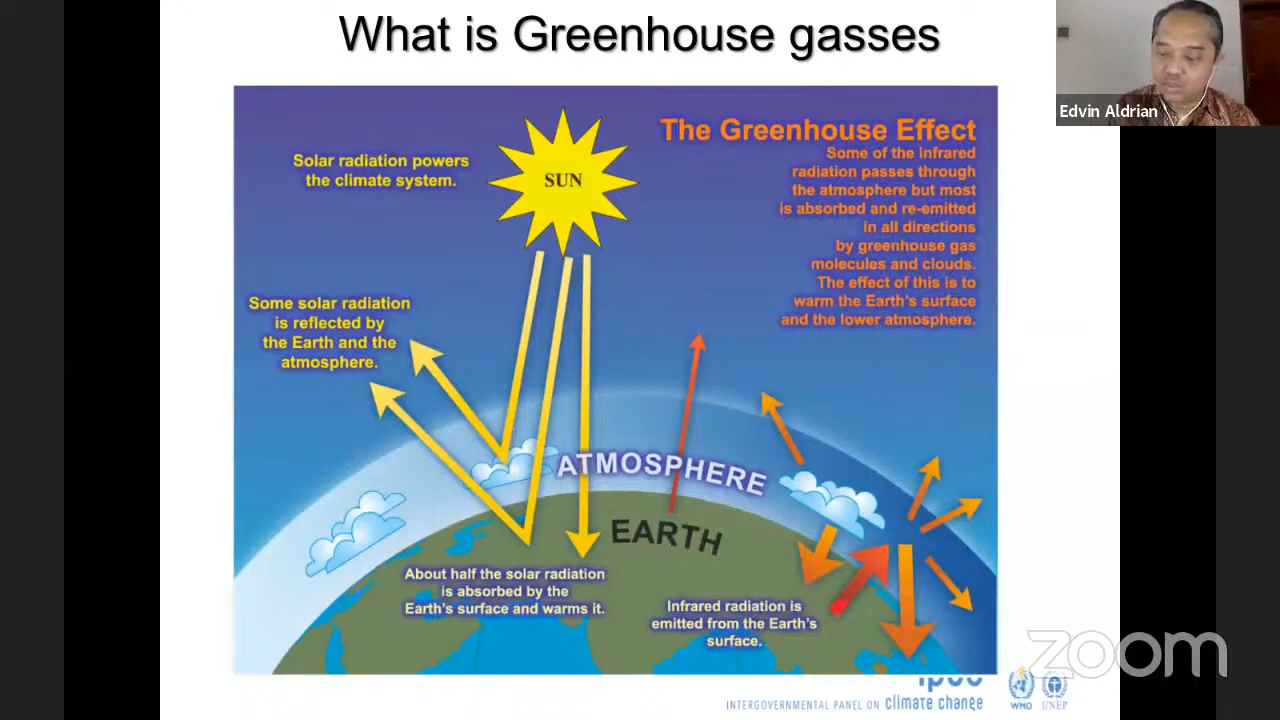 What is Greenhouse gasses
Edvin Aldrian
The Greenhouse Effect
Some of the infrared
radiation passes through
the atmosphere but most
is absorbed and re-emitted
in all directions
by greenhouse gas
molecules and clouds.
The effect of this is to
warm the Earth's surface
and the lower atmosphere.
Solar radiation powers
the climate system.
SUN
Some solar radiation
is reflected by
the Earth and the
atmosphere.
ATMOSPHERE
EARTH
About half the solar radiation
is absorbed by the
Earth's surface and warms it.
Infrared radiation is
emitted from the Earth's
surface.
zoom
ipcc
INTERGOVERNMENTAL PANEL ON climate change
WMO
UNEP